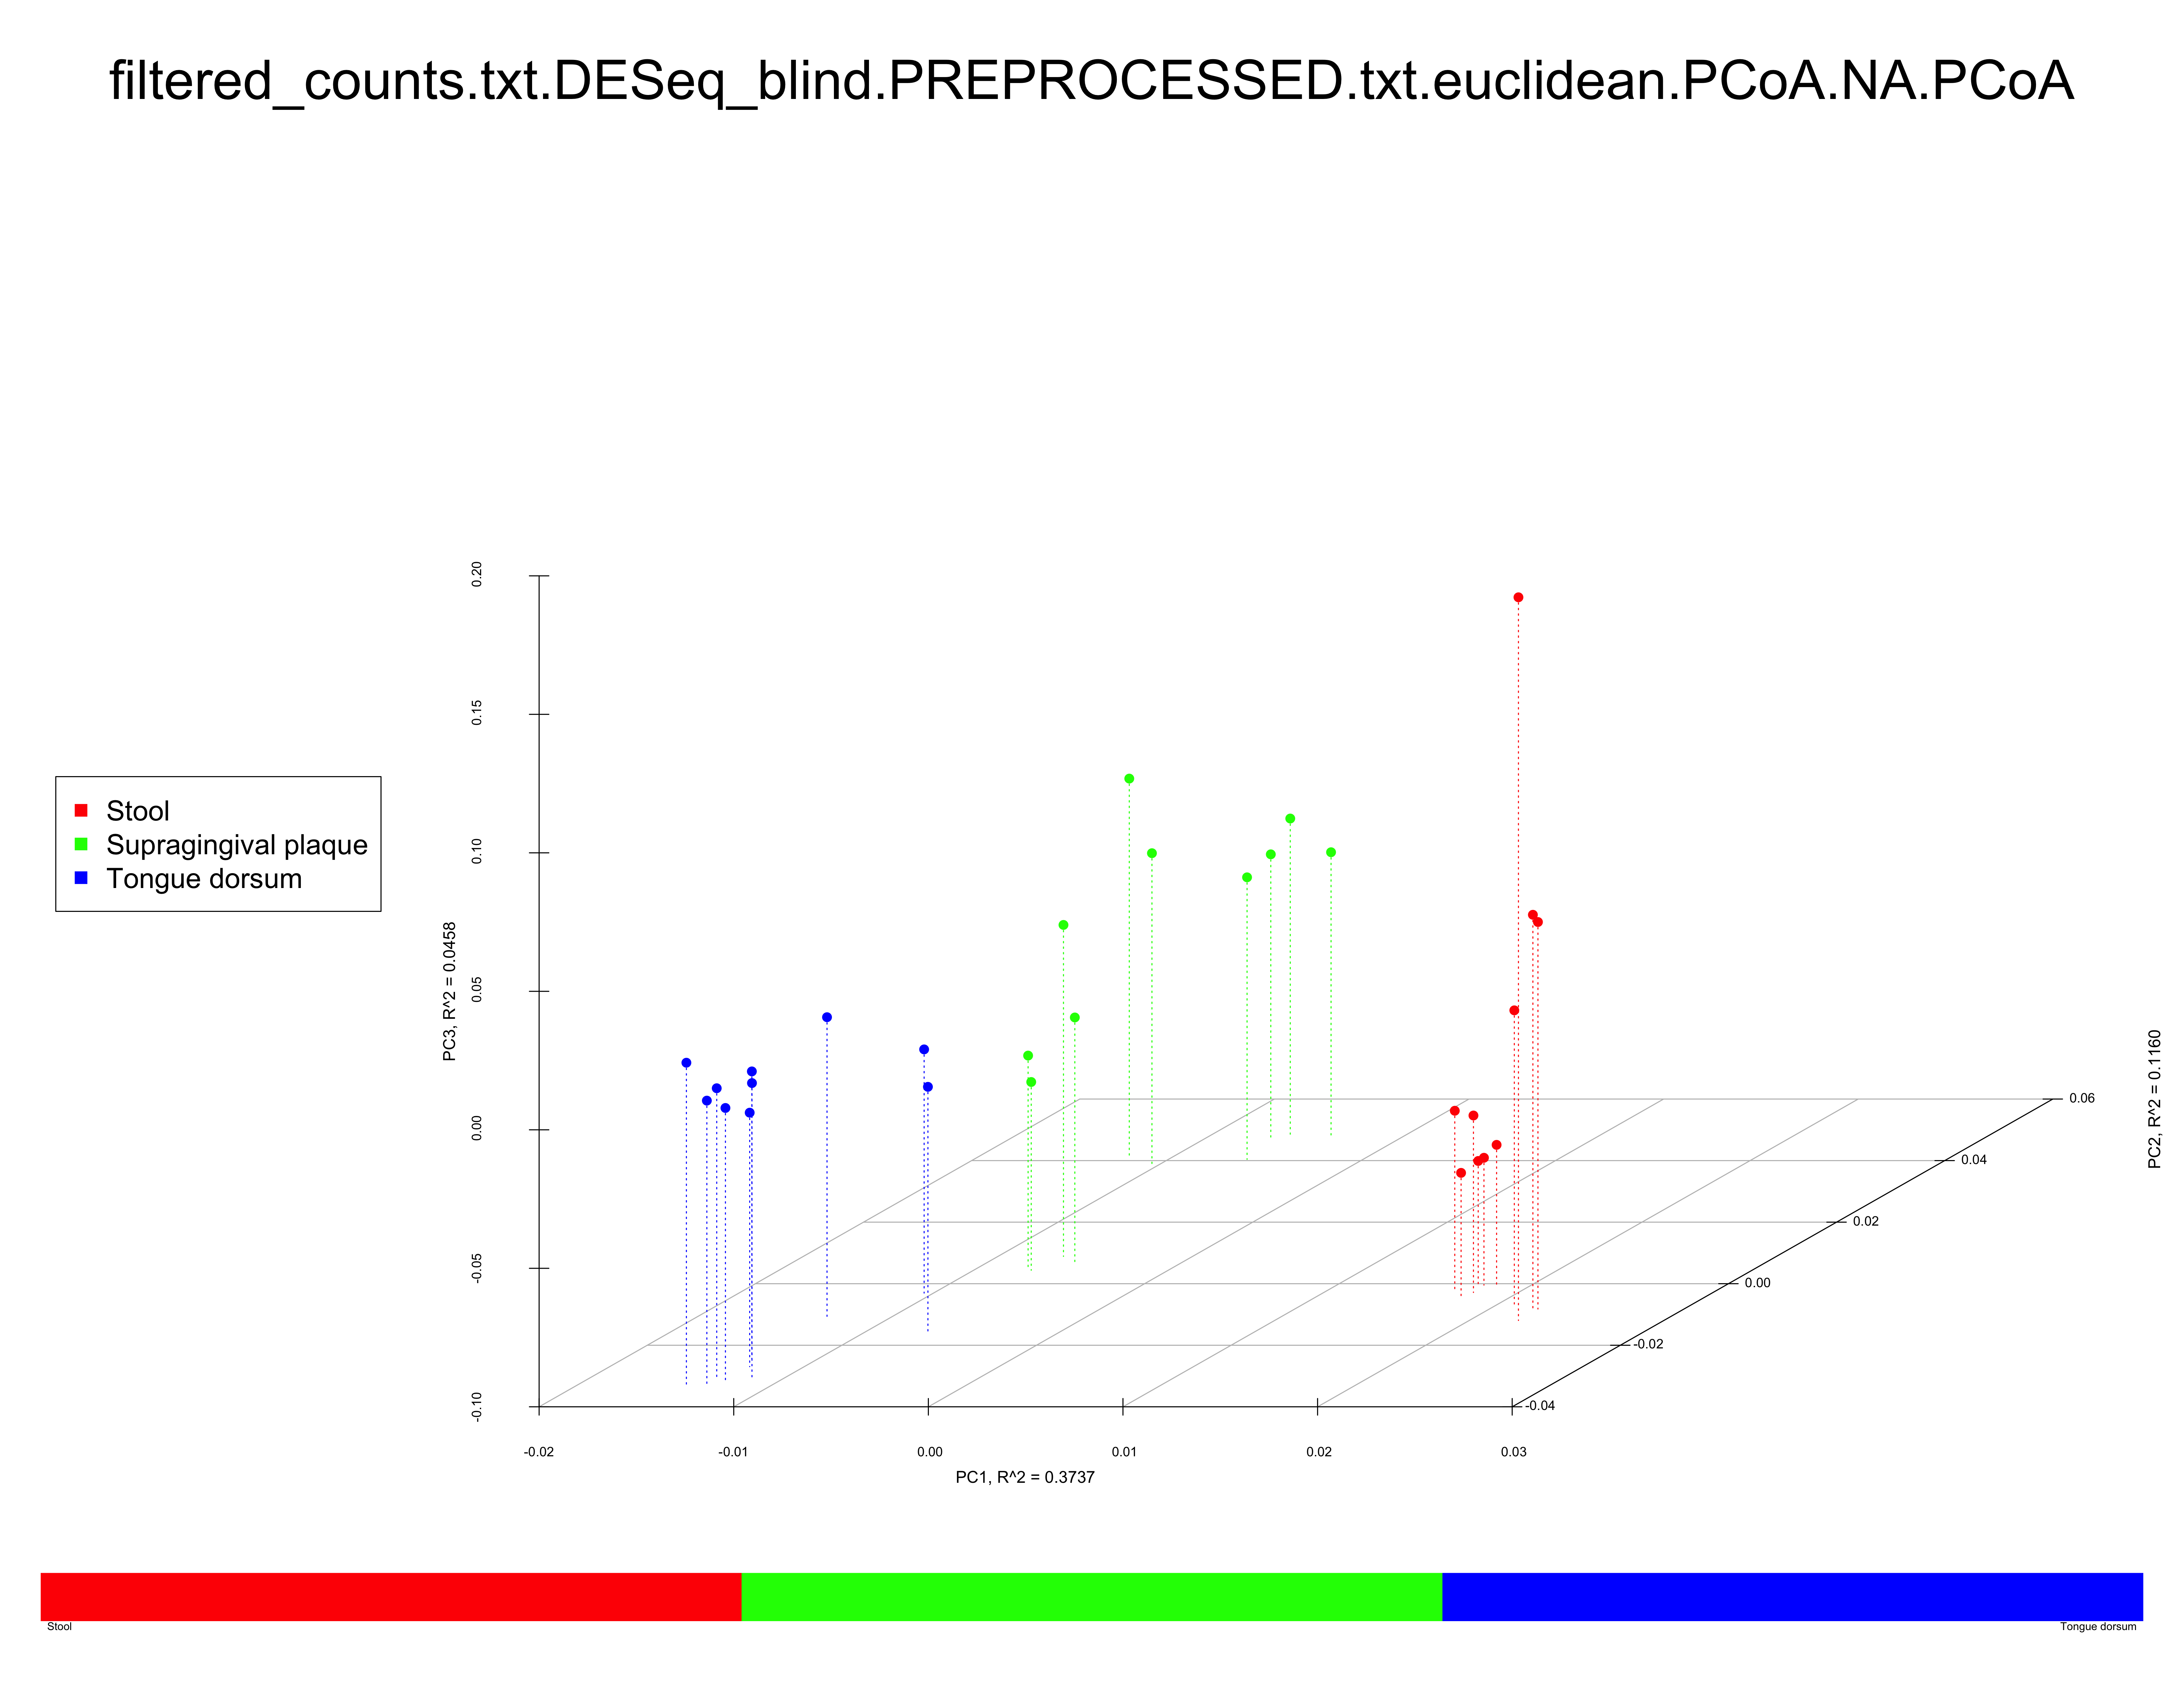 filtered_counts.txt.DESeq_blind.PREPROCESSED.txt.euclidean.PCoA.NA.PCoA
Stool
Supragingival plaque
Tongue dorsum
PC3, R^2 = 0.0458
0.20
0.15
0.10
0.05
0.00
-0.05
-0.10
-0.02
-0.01
0.00
0.01
0.02
0.03
PC1, R^2 = 0.3737
0.06
0.04
0.02
0.00
-0.02
-0.04
PC2, R^2 = 0.1160
Stool
Tongue dorsum